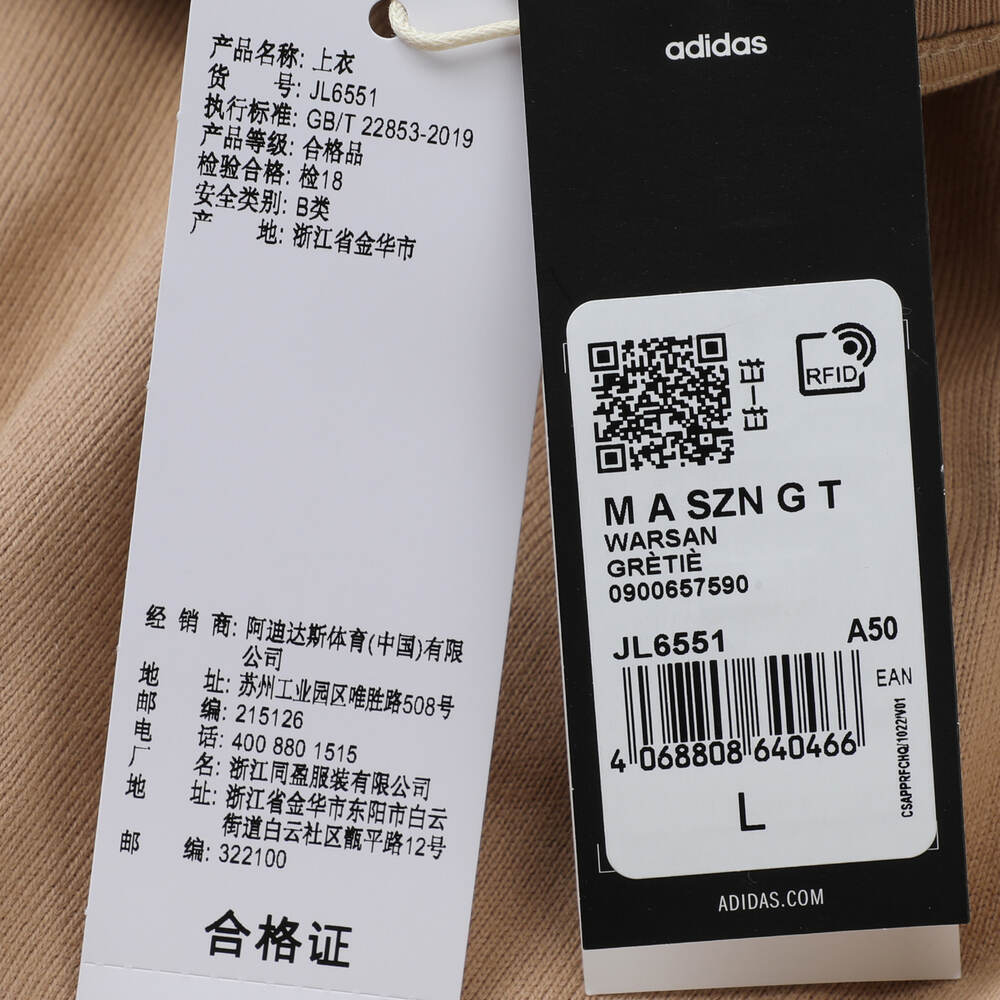 产品名称: 上衣
货 号: JL6551
执行标准: GB/T 22853-2019
产品等级: 合格品
检验合格: 检18
安全类别: B类
产 地: 浙江省金华市
经 销 商: 阿迪达斯体育(中国)有限
公司
地 址: 苏州工业园区唯胜路508号
邮 编: 215126
电 话: 400 880 1515
厂 名: 浙江同盈服装有限公司
地 址: 浙江省金华市东阳市白云
街道白云社区甑平路12号
邮 编: 322100
合格证
adidas
RFID
M A SZN G T
WARSAN
GRÈTIÈ
0900657590
JL6551
A50
EAN
4 068808 640466
CSAPPRFCHQ/1022/V01
L
ADIDAS.COM